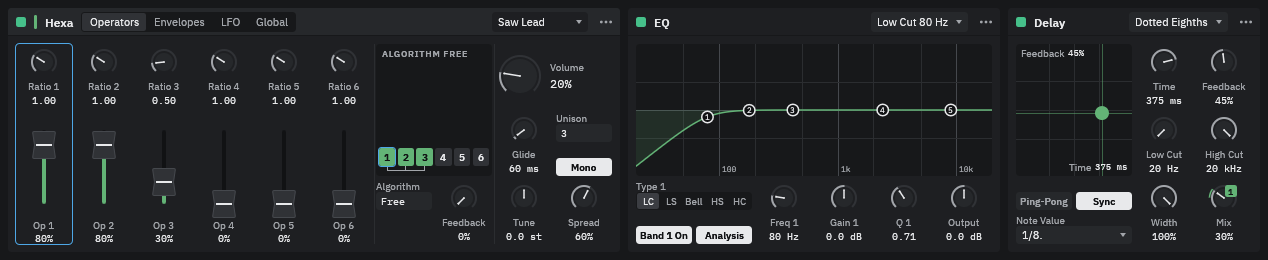 Hexa Operators Envelopes LFO Global Saw Lead
Ratio 1 Ratio 2 Ratio 3 Ratio 4 Ratio 5 Ratio 6
1.00 1.00 0.50 1.00 1.00 1.00
Op 1 Op 2 Op 3 Op 4 Op 5 Op 6
80% 80% 30% 0% 0% 0%
ALGORITHM FREE
1 2 3 4 5 6
Algorithm
Free
Feedback
0%
Volume
20%
Glide
60 ms
Unison
3
Mono
Tune
0.0 st
Spread
60%
EQ Low Cut 80 Hz
1 2 3 4 5
100 1k 10k
Type 1
LC LS Bell HS HC
Band 1 On Analysis
Freq 1 Gain 1 Q 1 Output
80 Hz 0.0 dB 0.71 0.0 dB
Delay Dotted Eighths
Feedback 45%
Time 375 ms
Ping-Pong Sync
Note Value
1/8.
Time Feedback
375 ms 45%
Low Cut High Cut
20 Hz 20 kHz
1
Width Mix
100% 30%